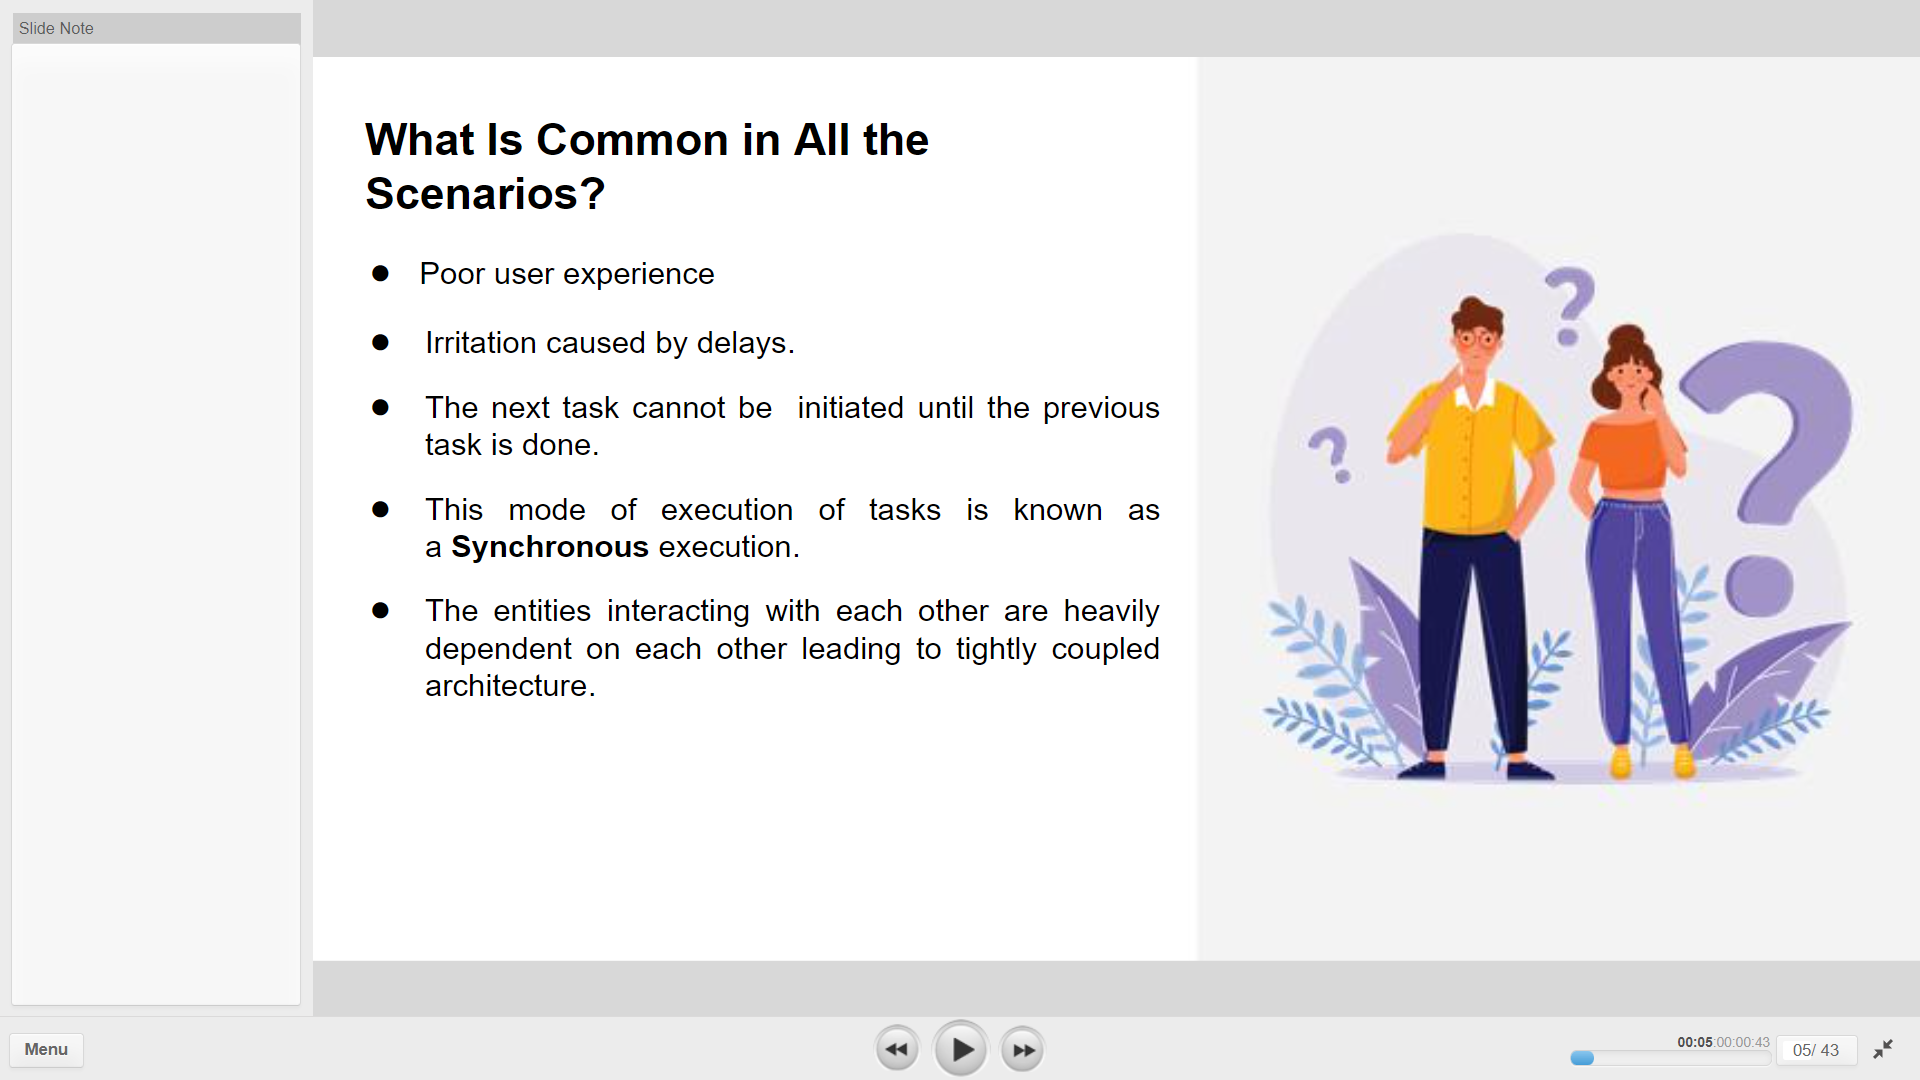 Slide Note
What Is Common in All the
Scenarios?
● Poor user experience
● Irritation caused by delays.
● The next task cannot be  initiated until the previous
task is done.
● This mode of execution of tasks is known as
a Synchronous execution.
● The entities interacting with each other are heavily
dependent on each other leading to tightly coupled
architecture.
? ? ?
Menu
00:05:00:00:43
05/ 43